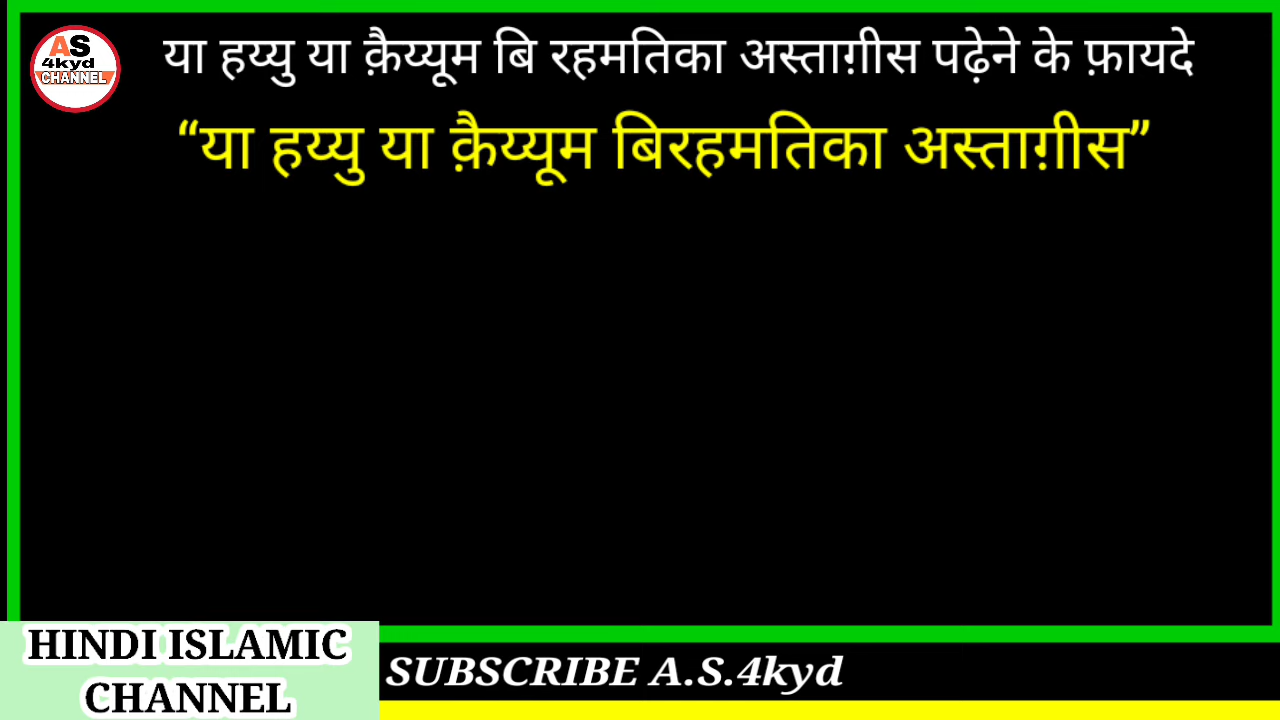 AS
4kyd
CHANNEL
या हय्यु या क़ैय्यूम बि रहमतिका अस्ताग़ीस पढ़ेने के फ़ायदे
“या हय्यु या क़ैय्यूम बिरहमतिका अस्ताग़ीस”
HINDI ISLAMIC
CHANNEL
SUBSCRIBE A.S.4kyd